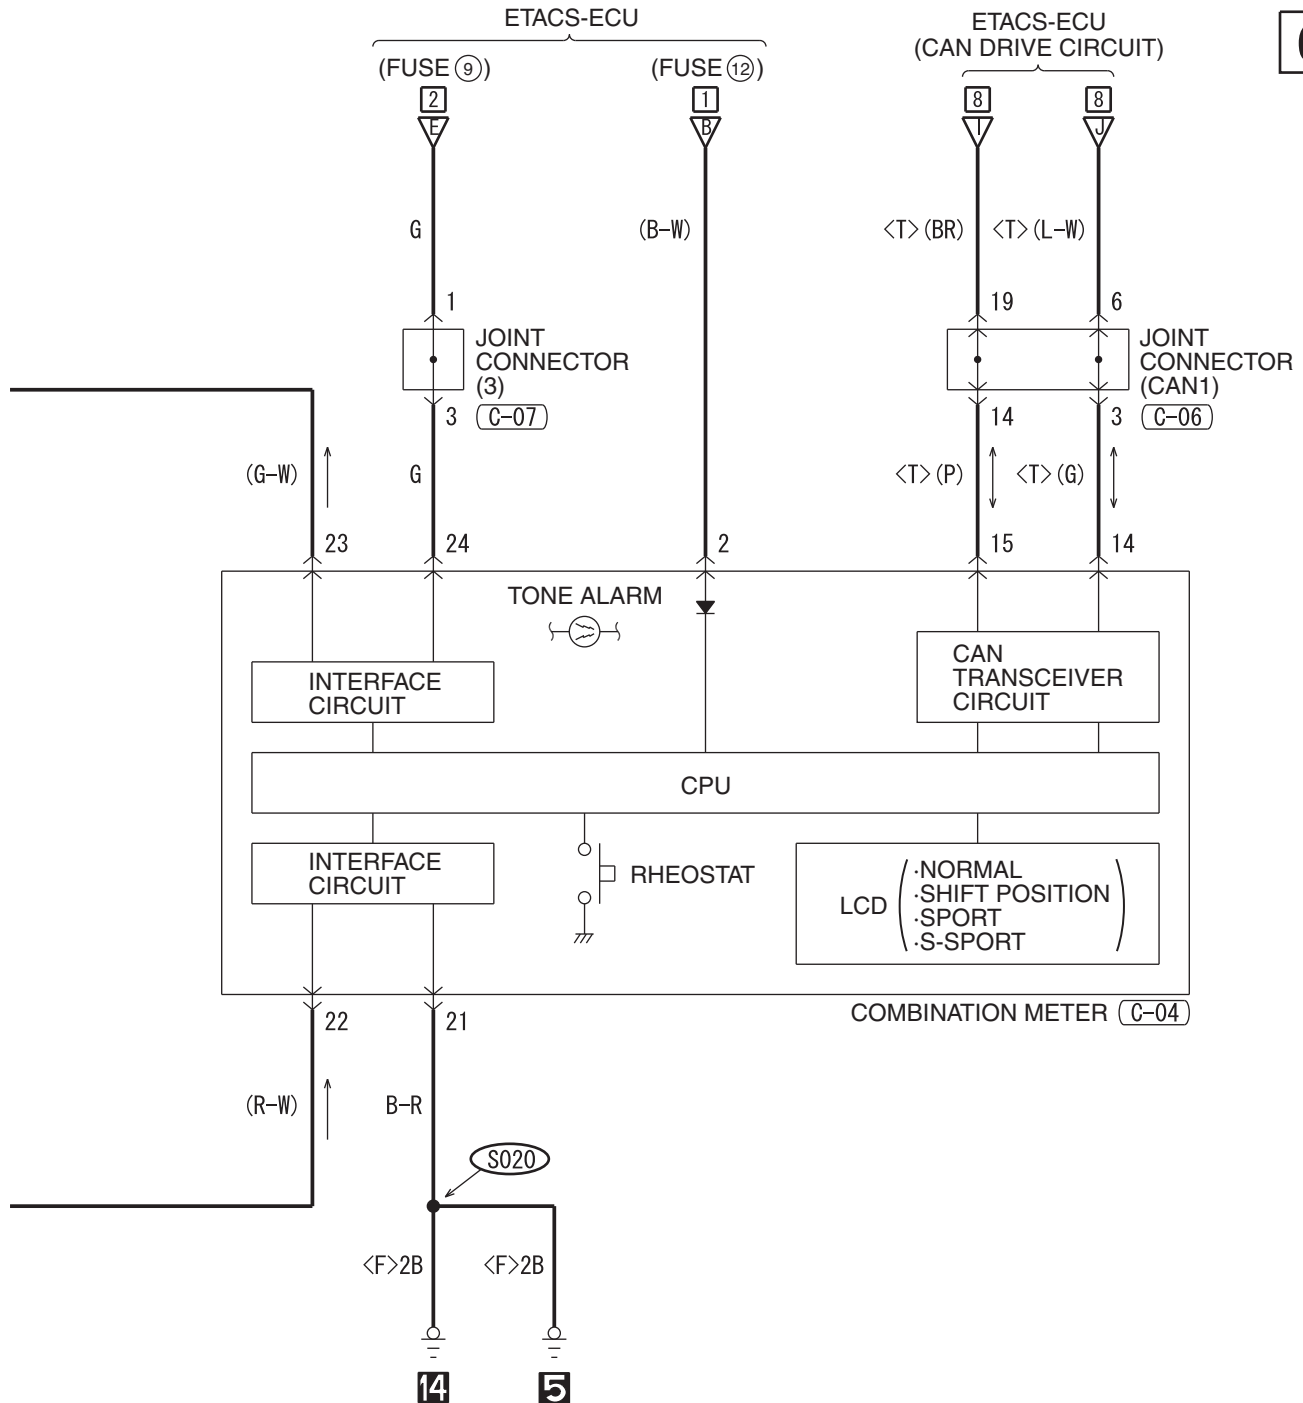 ETACS-ECU
ETACS-ECU
(CAN DRIVE CIRCUIT)
(FUSE 9)
(FUSE 12)
2
1
8
8
E
B
I
J
G
(B-W)
<T>(BR)
<T>(L-W)
1
19
6
JOINT
CONNECTOR
(3)
C-07
JOINT
CONNECTOR
(CAN1)
C-06
3
14
3
(G-W)
G
<T>(P)
<T>(G)
23
24
2
15
14
TONE ALARM
INTERFACE
CIRCUIT
CAN
TRANSCEIVER
CIRCUIT
CPU
INTERFACE
CIRCUIT
RHEOSTAT
LCD
·NORMAL
·SHIFT POSITION
·SPORT
·S-SPORT
COMBINATION METER C-04
22
21
(R-W)
B-R
S020
<F>2B
<F>2B
14
5